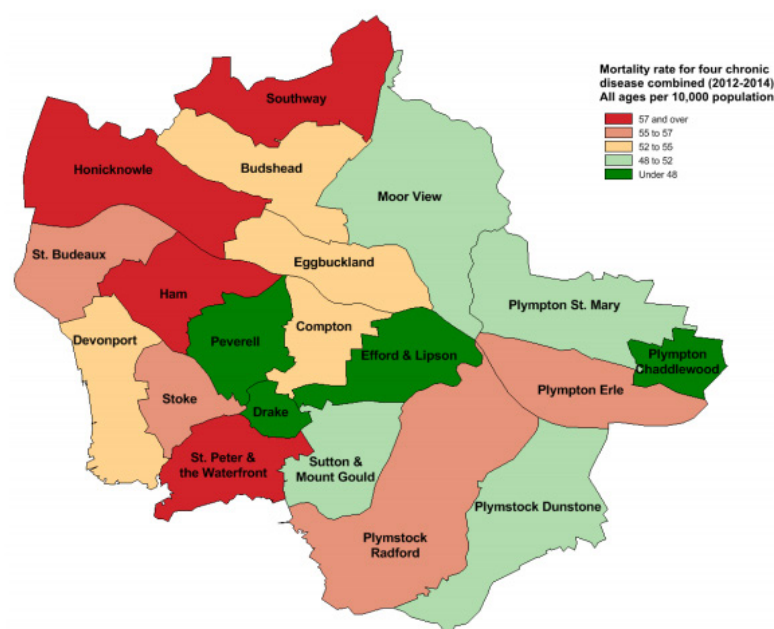 Mortality rate for four chronic
disease combined (2012-2014)
All ages per 10,000 population
57 and over
55 to 57
52 to 55
48 to 52
Under 48
Southway
Honicknowle
Budshead
Moor View
St. Budeaux
Eggbuckland
Ham
Plympton St. Mary
Devonport
Peverell
Compton
Efford & Lipson
Plympton
Chaddlewood
Stoke
Drake
Plympton Erle
St. Peter &
the Waterfront
Sutton &
Mount Gould
Plymstock Dunstone
Plymstock
Radford